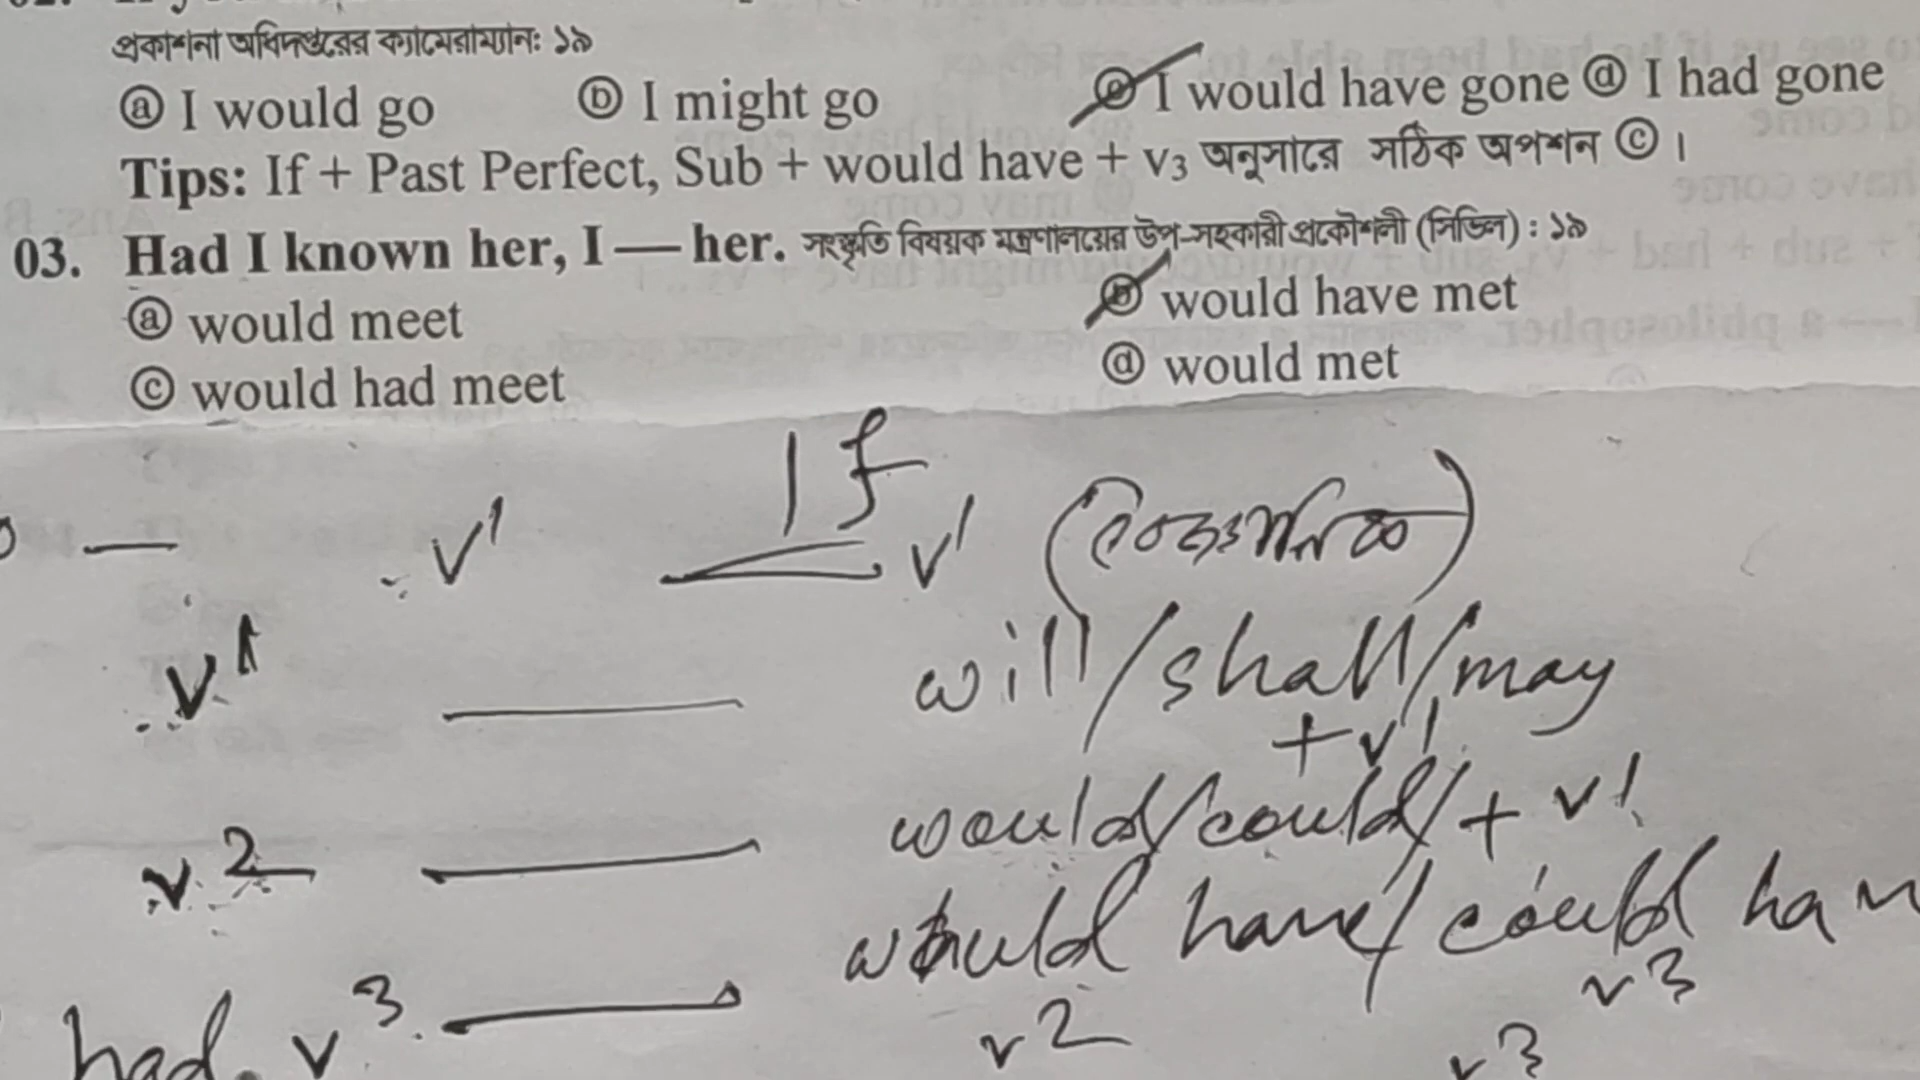 প্রকাশনা অধিদপ্তরের ক্যামেরাম্যান: ১৯
ⓐ I would go ⓑ I might go ⓒ I would have gone ⓓ I had gone
Tips: If + Past Perfect, Sub + would have + v3 অনুসারে সঠিক অপশন ⓒ।
03. Had I known her, I — her. সংস্কৃতি বিষয়ক মন্ত্রণালয়ের উপ-সহকারী প্রকৌশলী (সিভিল) : ১৯
ⓐ would meet ⓑ would have met
ⓒ would had meet ⓓ would met
If
— v1 v1
v1 — will/shall/may
+ v1
v2 — would/could/ + v1
would have/ could hav
v3
had v3. —
v2 v3